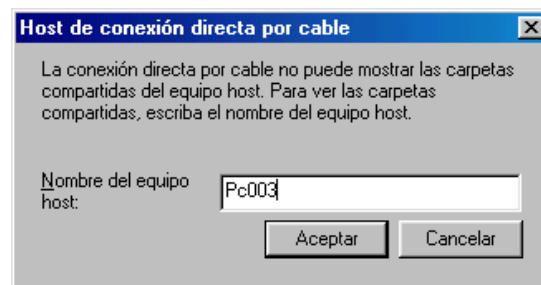 Host de conexión directa por cable
La conexión directa por cable no puede mostrar las carpetas
compartidas del equipo host. Para ver las carpetas
compartidas, escriba el nombre del equipo host.
Nombre del equipo
host:
Pc003
Aceptar
Cancelar